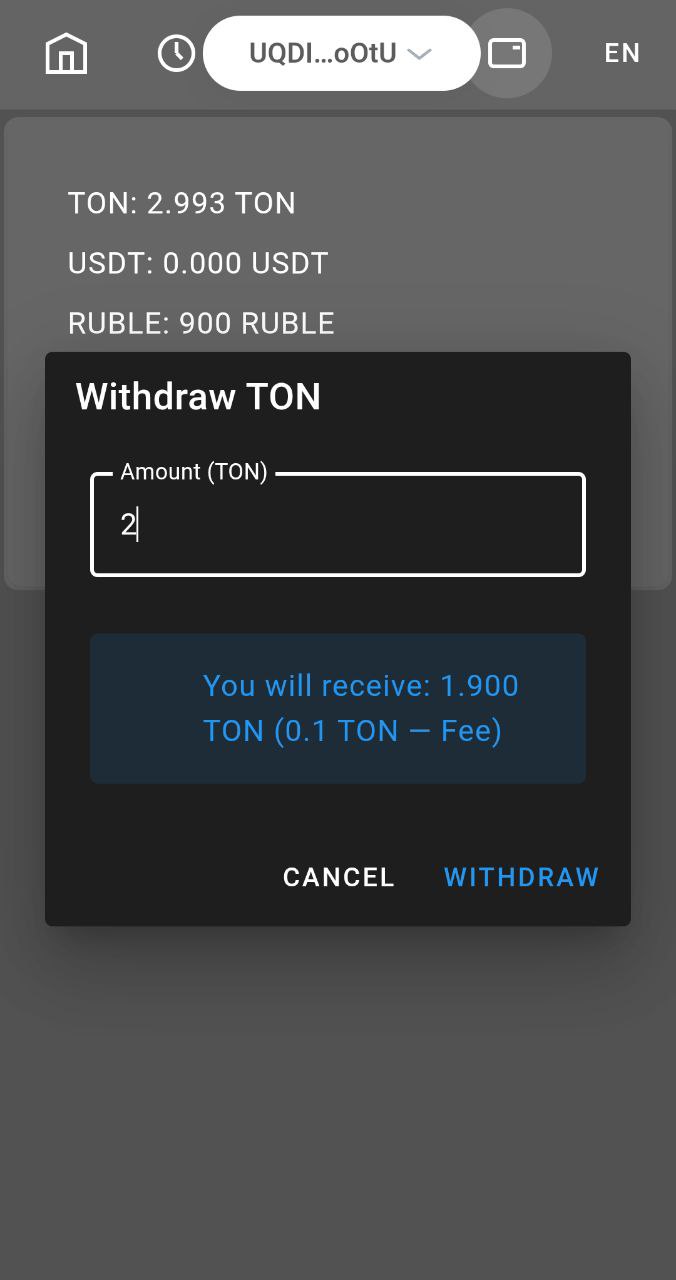 UQDI…oOtU
EN
TON: 2.993 TON
USDT: 0.000 USDT
RUBLE: 900 RUBLE
Withdraw TON
Amount (TON)
2
You will receive: 1.900
TON (0.1 TON — Fee)
CANCEL WITHDRAW